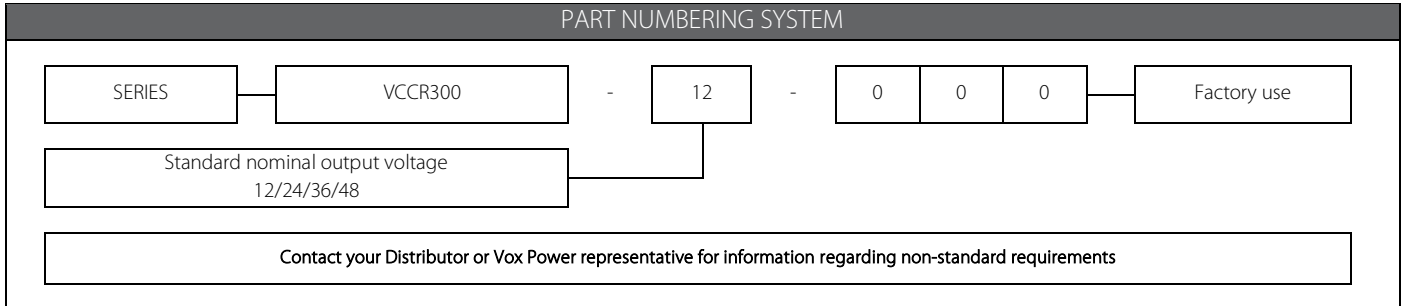 PART NUMBERING SYSTEM
SERIES VCCR300 - 12 - 0 0 0 Factory use
Standard nominal output voltage
12/24/36/48
Contact your Distributor or Vox Power representative for information regarding non-standard requirements